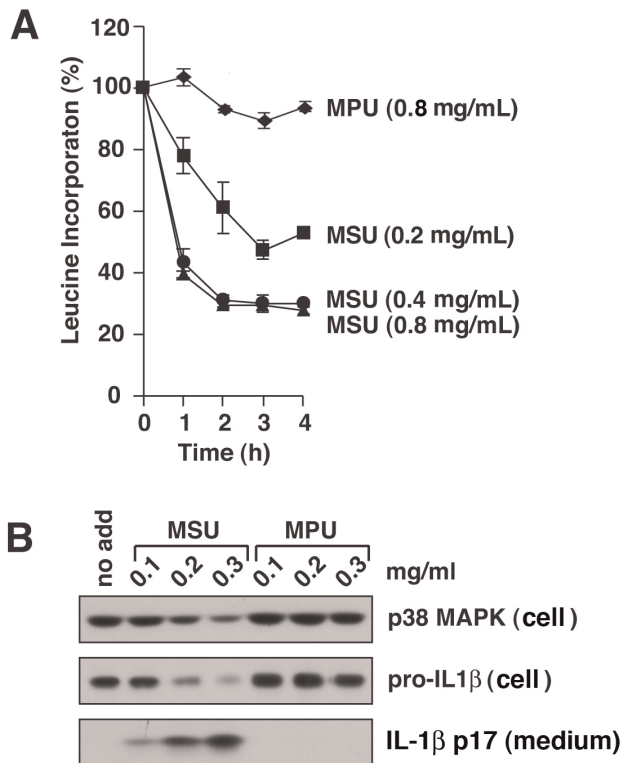 A
120
100
80
60
40
20
0
Leucine Incorporaton (%)
MPU (0.8 mg/mL)
MSU (0.2 mg/mL)
MSU (0.4 mg/mL)
MSU (0.8 mg/mL)
0 1 2 3 4
Time (h)
B
no add
MSU MPU
0.1 0.2 0.3 0.1 0.2 0.3 mg/ml
p38 MAPK (cell)
pro-IL1β (cell)
IL-1β p17 (medium)